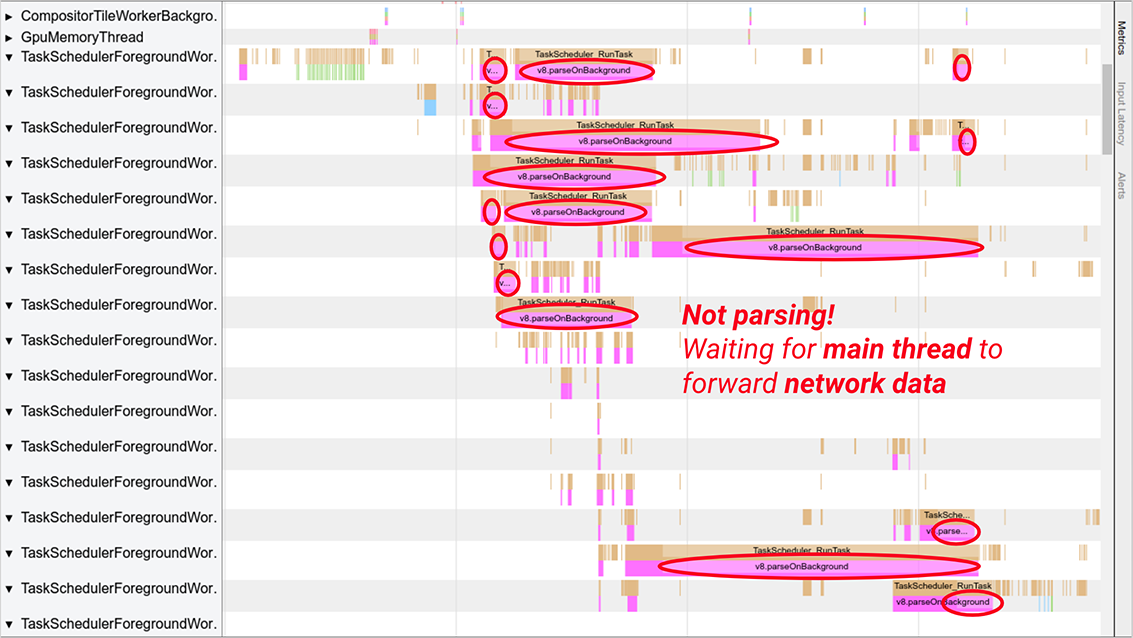 CompositorTileWorkerBackgro.
GpuMemoryThread
TaskSchedulerForegroundWor.
T
TaskScheduler_RunTask
v...
v8.parseOnBackground
TaskSchedulerForegroundWor.
T
v...
TaskSchedulerForegroundWor.
TaskScheduler_RunTask
T...
v8.parseOnBackground
...
TaskSchedulerForegroundWor.
TaskScheduler_RunTask
v8.parseOnBackground
TaskSchedulerForegroundWor.
TaskScheduler_RunTask
v8.parseOnBackground
TaskSchedulerForegroundWor.
TaskScheduler_RunTask
v8.parseOnBackground
TaskSchedulerForegroundWor.
T...
v...
TaskSchedulerForegroundWor.
TaskScheduler_RunTask
v8.parseOnBackground
Not parsing!
Waiting for main thread to
forward network data
TaskSchedulerForegroundWor.
TaskSchedulerForegroundWor.
TaskSchedulerForegroundWor.
TaskSchedulerForegroundWor.
TaskSchedulerForegroundWor.
TaskSchedulerForegroundWor.
TaskSche...
v8.parse...
TaskSchedulerForegroundWor.
TaskScheduler_RunTask
v8.parseOnBackground
TaskSchedulerForegroundWor.
TaskScheduler_RunTask
v8.parseOnBackground
TaskSchedulerForegroundWor.
Metrics
Input Latency
Alerts